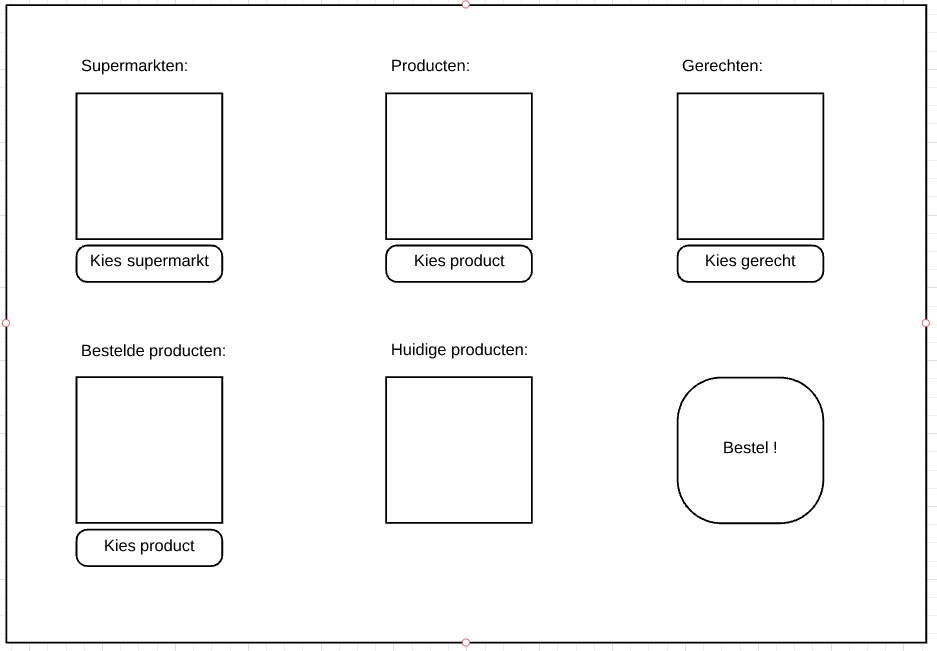 Supermarkten:
Producten:
Gerechten:
Kies supermarkt
Kies product
Kies gerecht
Bestelde producten:
Huidige producten:
Bestel !
Kies product